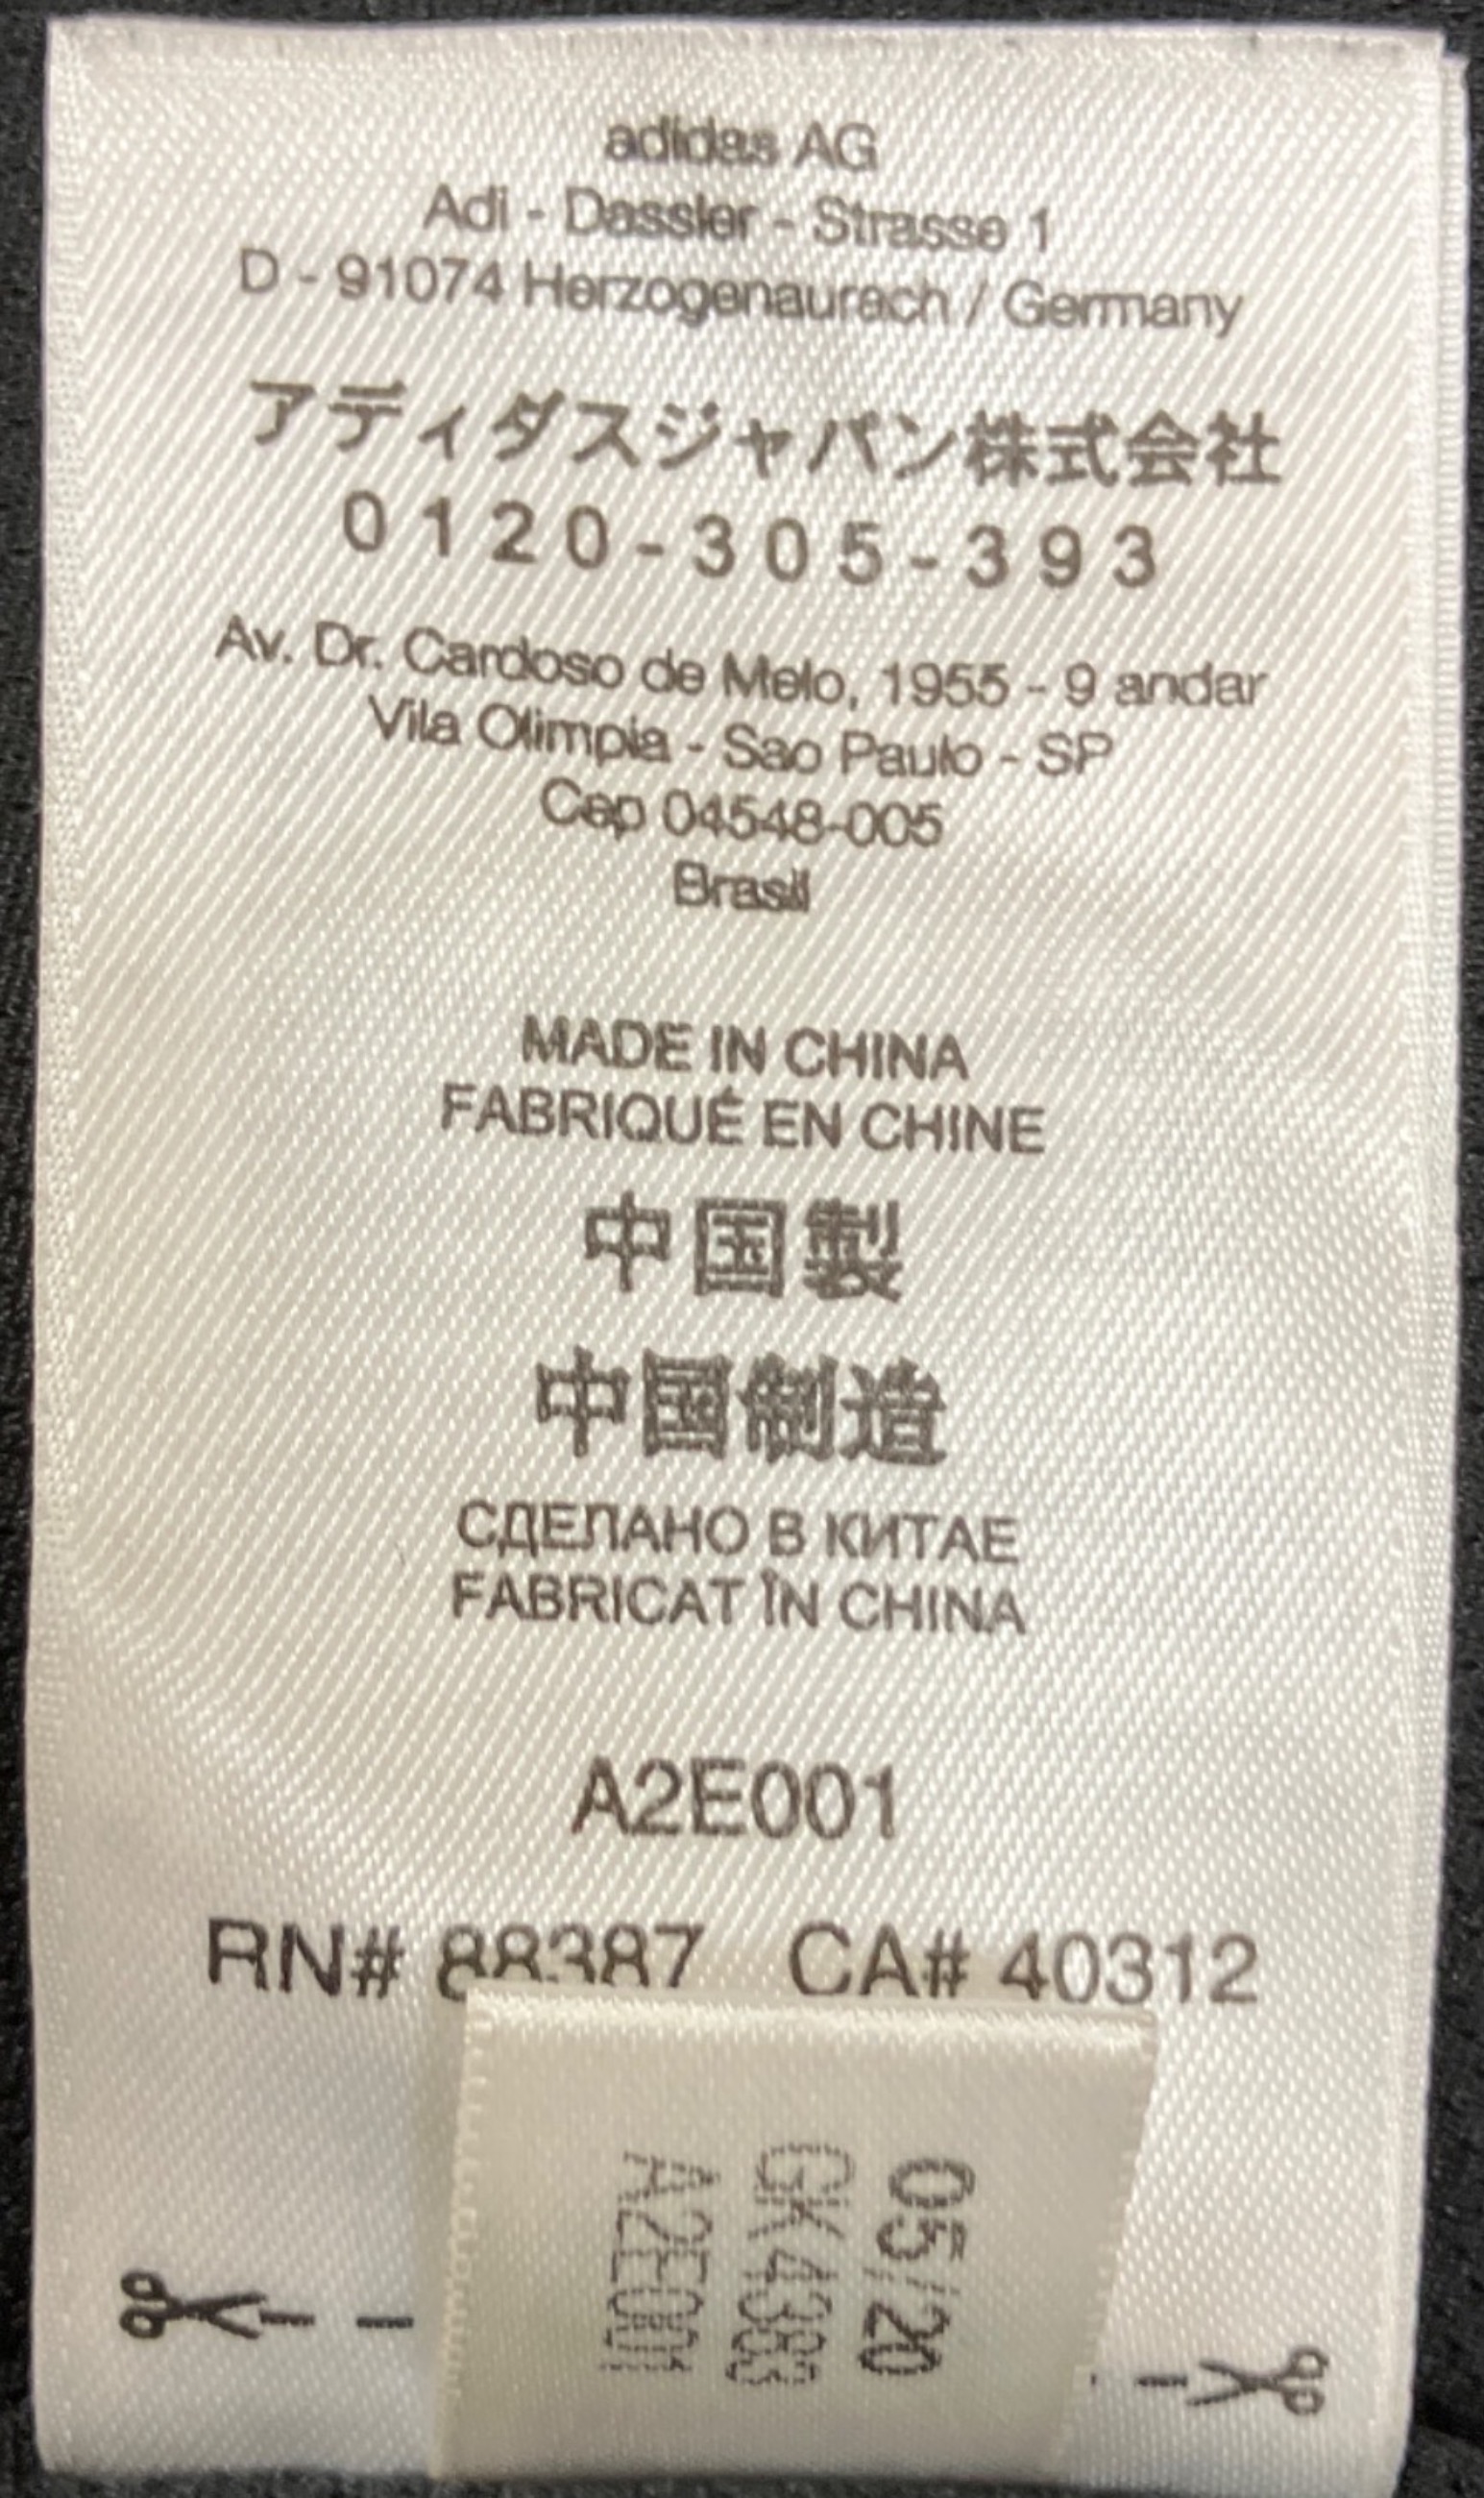 adidas AG
Adi - Dassler - Strasse 1
D - 91074 Herzogenaurach / Germany
アディダスジャパン株式会社
0120-305-393
Av. Dr. Cardoso de Melo, 1955 - 9 andar
Vila Olimpia - Sao Paulo - SP
Cep 04548-005
Brasil
MADE IN CHINA
FABRIQUÉ EN CHINE
中国製
中国制造
СДЕЛАНО В КИТАЕ
FABRICAT ÎN CHINA
A2E001
RN# 88387 CA# 40312
05/20
GK4383
A2E001